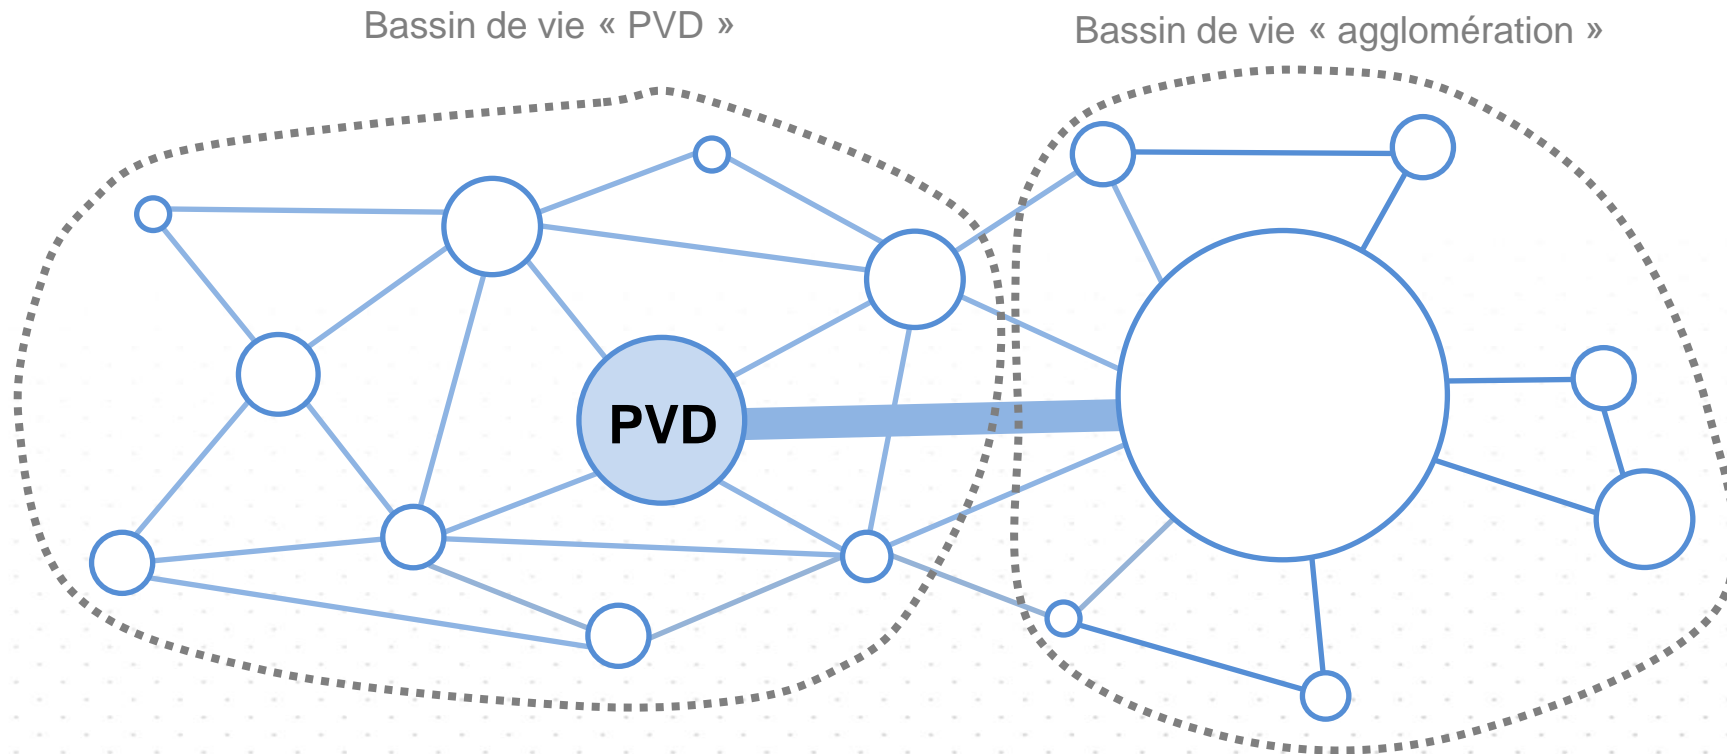 Bassin de vie « PVD »
Bassin de vie « agglomération »
PVD